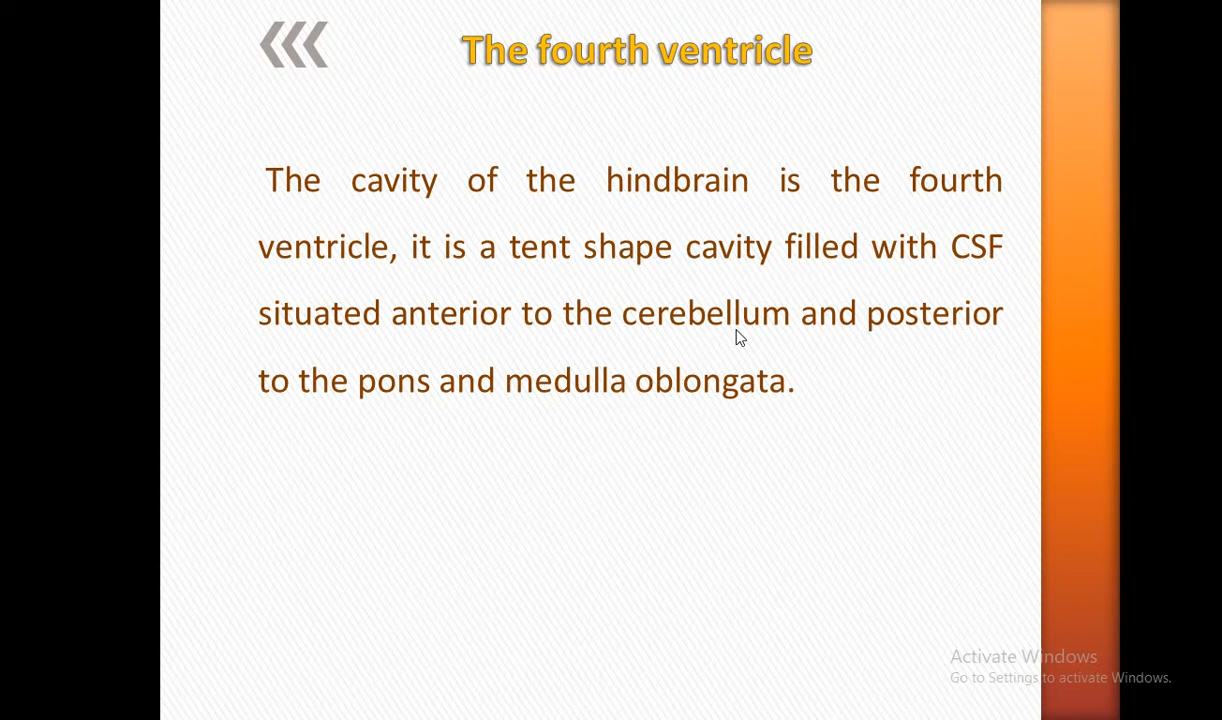 The fourth ventricle
The cavity of the hindbrain is the fourth
ventricle, it is a tent shape cavity filled with CSF
situated anterior to the cerebellum and posterior
to the pons and medulla oblongata.
Activate Windows
Go to Settings to activate Windows.